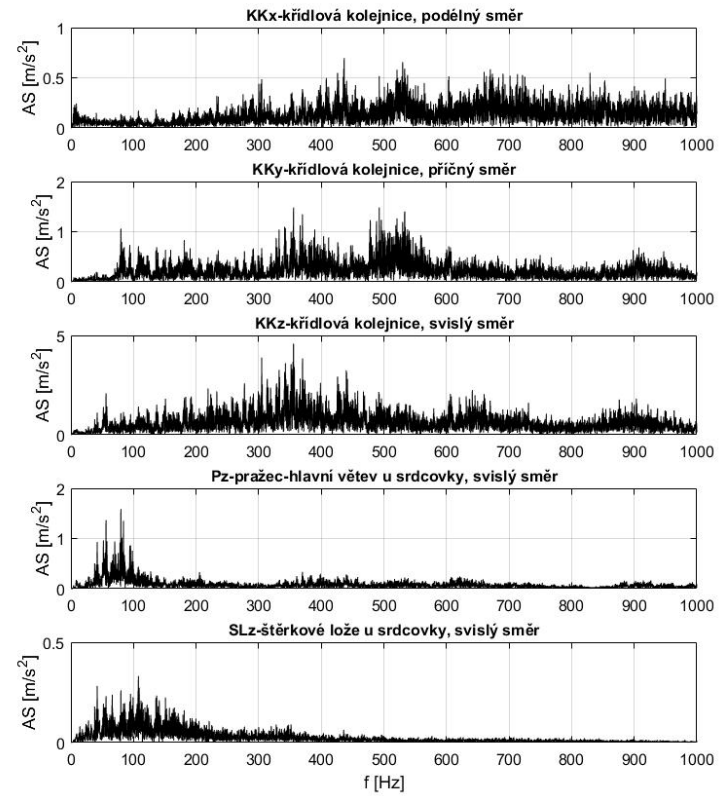 KKx-křídlová kolejnice, podélný směr
1
0.5
0
AS [m/s²]
0 100 200 300 400 500 600 700 800 900 1000
KKy-křídlová kolejnice, příčný směr
2
1
0
AS [m/s²]
0 100 200 300 400 500 600 700 800 900 1000
KKz-křídlová kolejnice, svislý směr
5
0
AS [m/s²]
0 100 200 300 400 500 600 700 800 900 1000
Pz-pražec-hlavní větev u srdcovky, svislý směr
2
1
0
AS [m/s²]
0 100 200 300 400 500 600 700 800 900 1000
SLz-štěrkové lože u srdcovky, svislý směr
0.5
0
AS [m/s²]
0 100 200 300 400 500 600 700 800 900 1000
f [Hz]